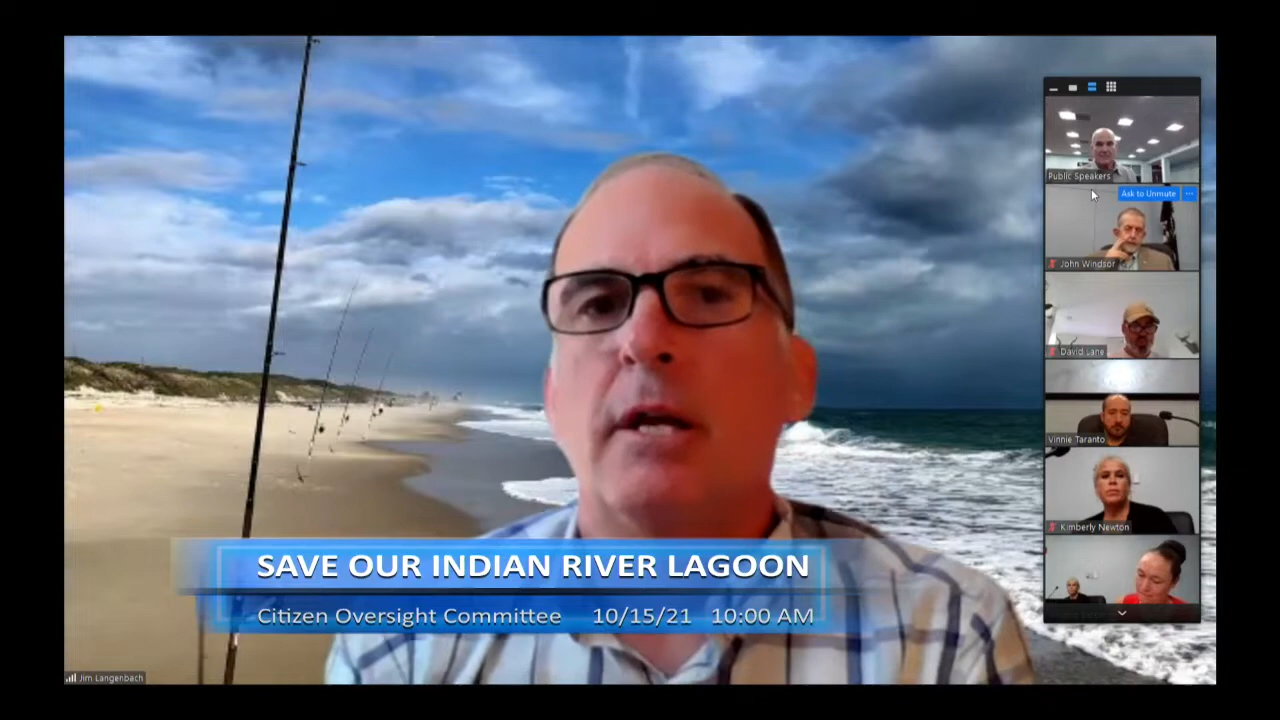 Public Speakers
Ask to Unmute
John Windsor
David Lane
Vinnie Taranto
Kimberly Newton
SAVE OUR INDIAN RIVER LAGOON
Citizen Oversight Committee 10/15/21 10:00 AM
Jim Langenbach